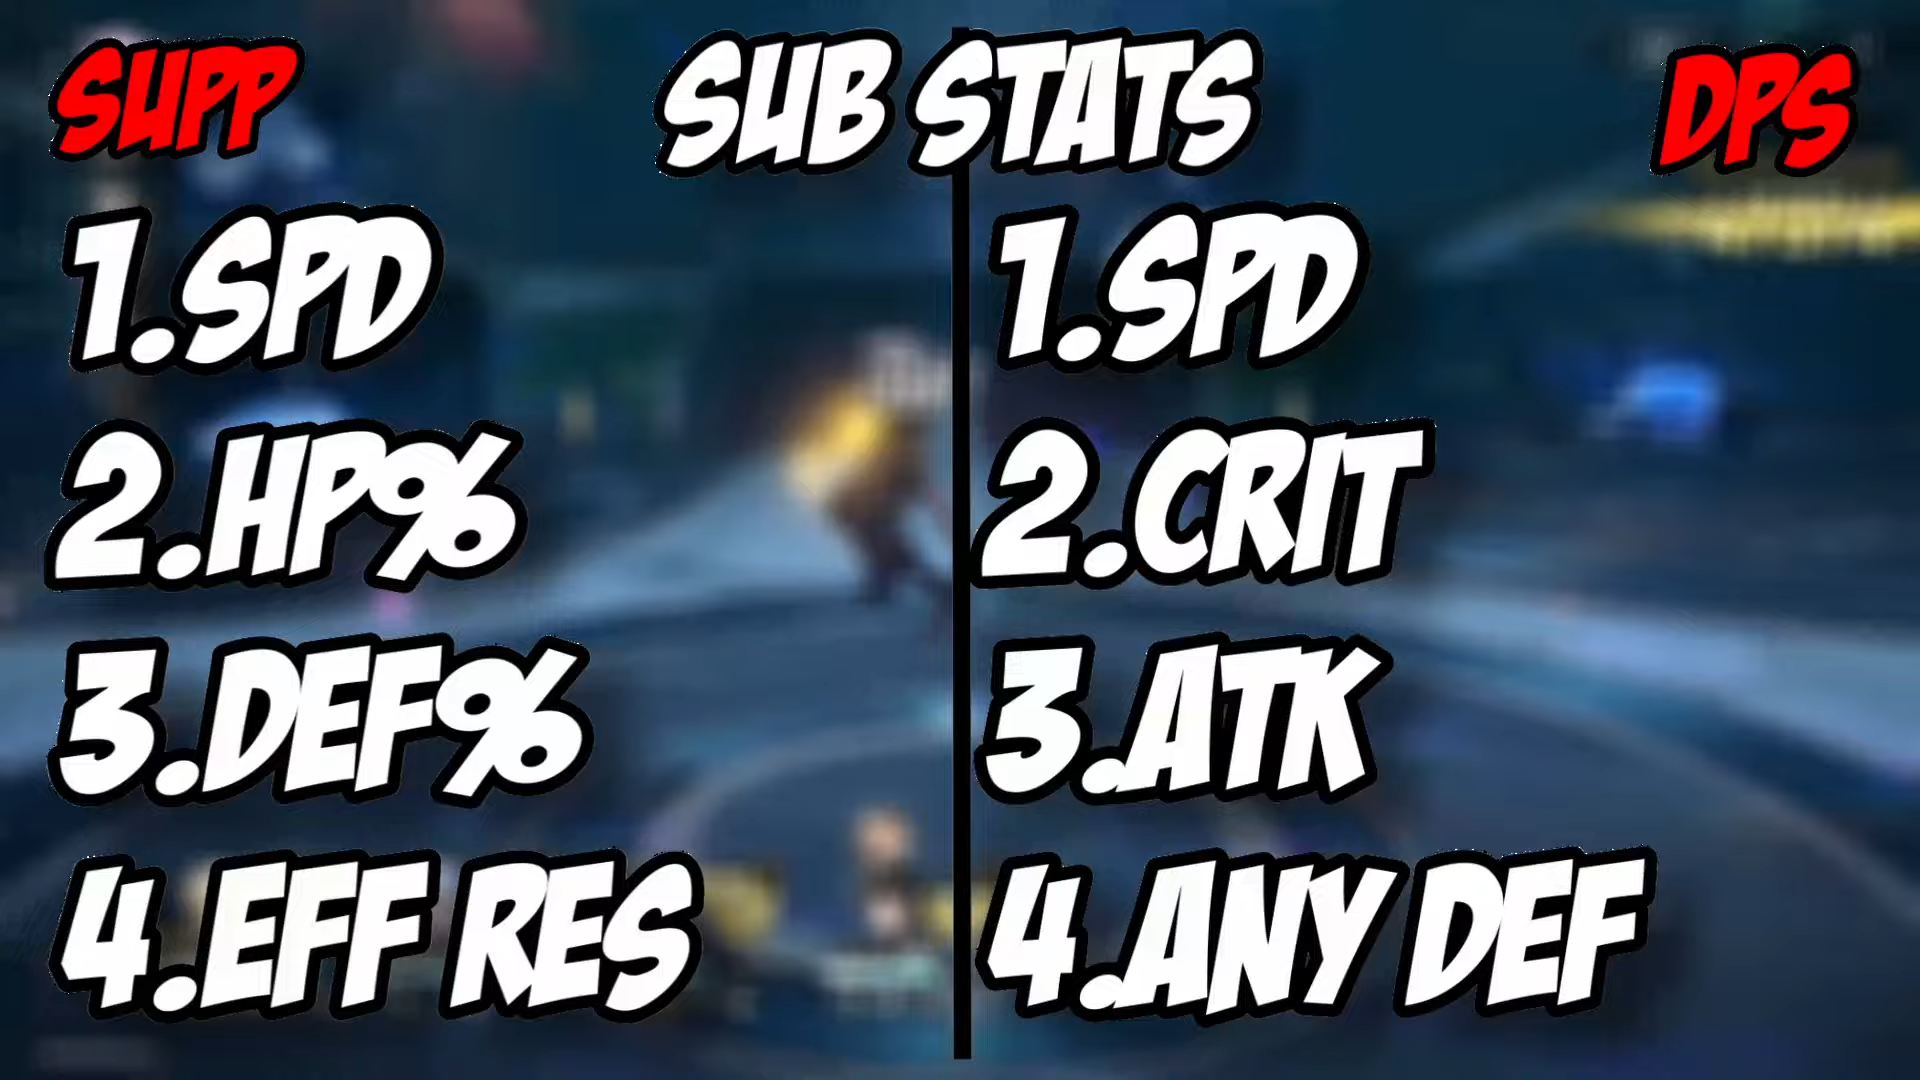 SUPP
SUB STATS
DPS
1.SPD
2.HP%
3.DEF%
4.EFF RES
1.SPD
2.CRIT
3.ATK
4.ANY DEF